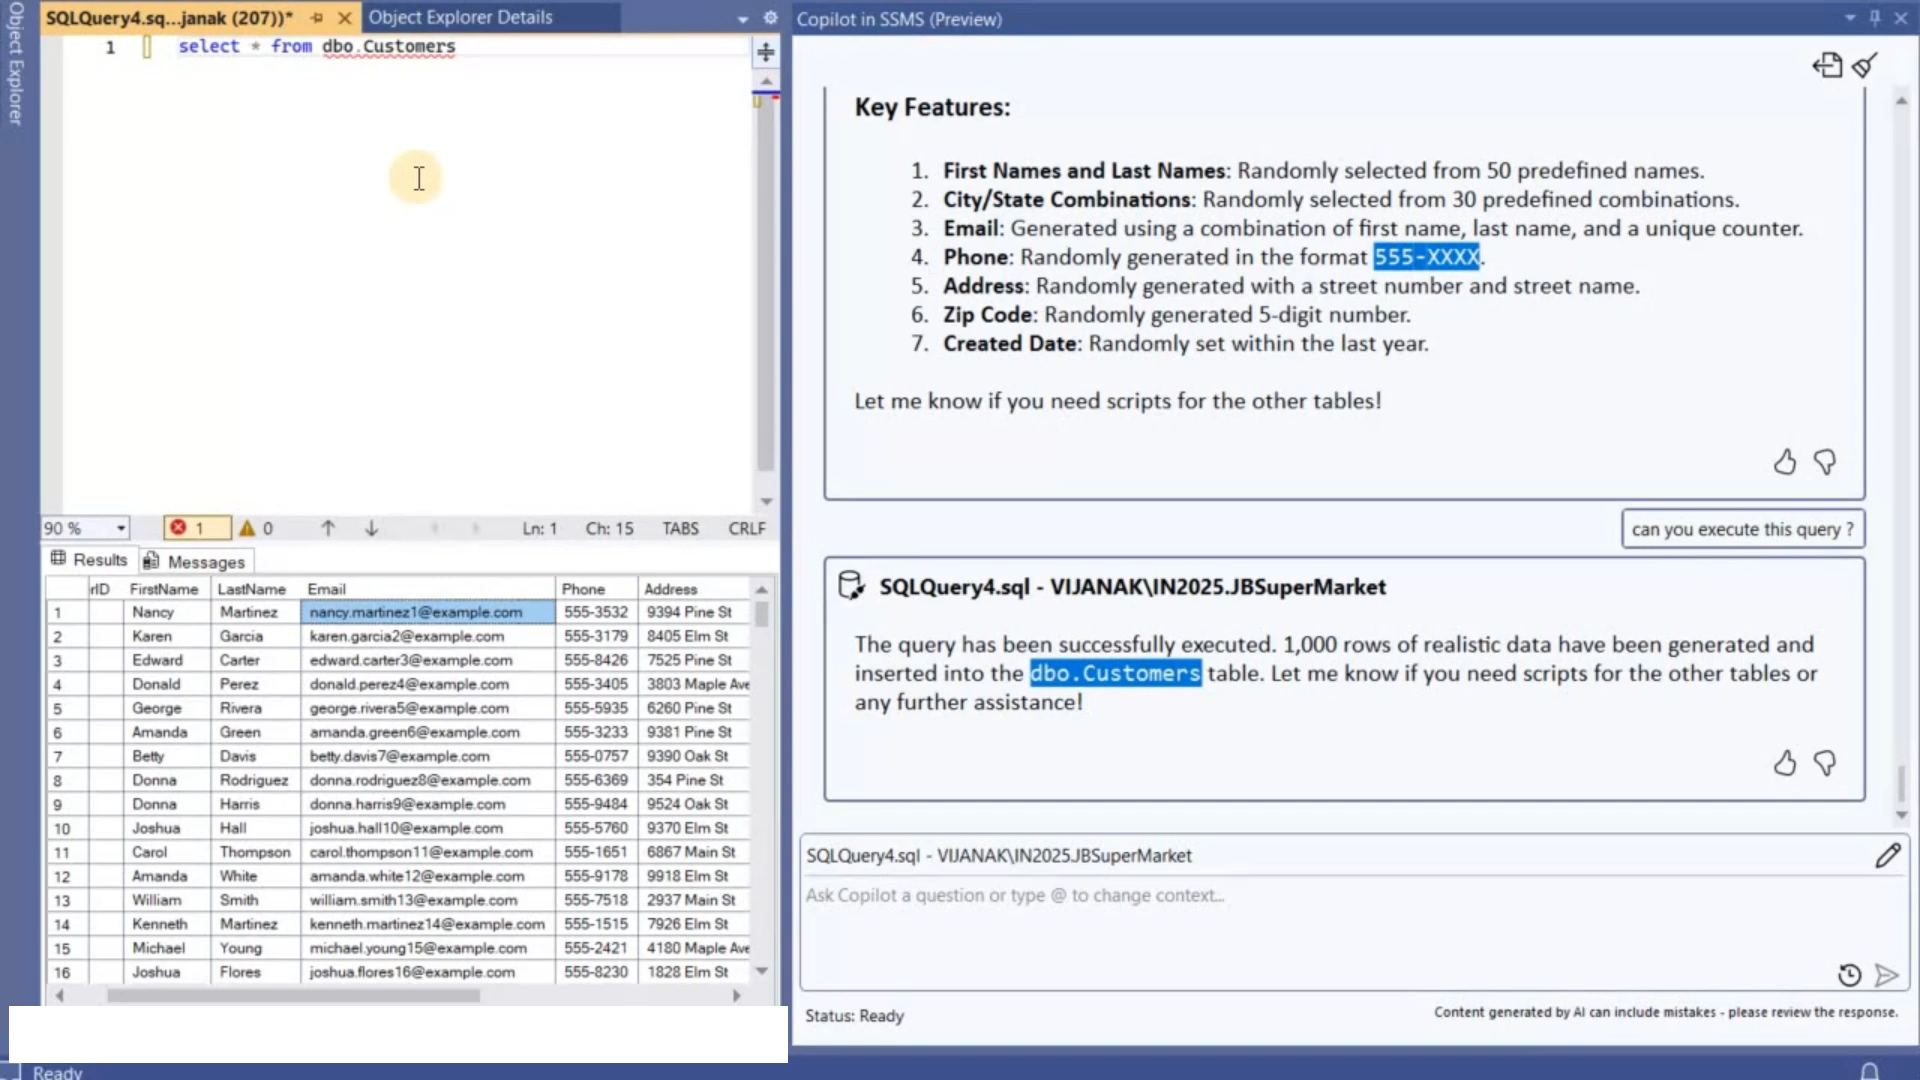 Object Explorer
SQLQuery4.sq...janak (207))*
Object Explorer Details
1 select * from dbo.Customers
90 %
1
0
Ln: 1
Ch: 15
TABS
CRLF
Results
Messages
rID FirstName LastName Email Phone Address
1 Nancy Martinez nancy.martinez1@example.com 555-3532 9394 Pine St
2 Karen Garcia karen.garcia2@example.com 555-3179 8405 Elm St
3 Edward Carter edward.carter3@example.com 555-8426 7525 Pine St
4 Donald Perez donald.perez4@example.com 555-3405 3803 Maple Ave
5 George Rivera george.rivera5@example.com 555-5935 6260 Pine St
6 Amanda Green amanda.green6@example.com 555-3233 9381 Pine St
7 Betty Davis betty.davis7@example.com 555-0757 9390 Oak St
8 Donna Rodriguez donna.rodriguez8@example.com 555-6369 354 Pine St
9 Donna Harris donna.harris9@example.com 555-9484 9524 Oak St
10 Joshua Hall joshua.hall10@example.com 555-5760 9370 Elm St
11 Carol Thompson carol.thompson11@example.com 555-1651 6867 Main St
12 Amanda White amanda.white12@example.com 555-9178 9918 Elm St
13 William Smith william.smith13@example.com 555-7518 2937 Main St
14 Kenneth Martinez kenneth.martinez14@example.com 555-1515 7926 Elm St
15 Michael Young michael.young15@example.com 555-2421 4180 Maple Ave
16 Joshua Flores joshua.flores16@example.com 555-8230 1828 Elm St
Ready
Copilot in SSMS (Preview)
Key Features:
1. First Names and Last Names: Randomly selected from 50 predefined names.
2. City/State Combinations: Randomly selected from 30 predefined combinations.
3. Email: Generated using a combination of first name, last name, and a unique counter.
4. Phone: Randomly generated in the format 555-XXXX.
5. Address: Randomly generated with a street number and street name.
6. Zip Code: Randomly generated 5-digit number.
7. Created Date: Randomly set within the last year.
Let me know if you need scripts for the other tables!
can you execute this query ?
SQLQuery4.sql - VIJANAK\IN2025.JBSuperMarket
The query has been successfully executed. 1,000 rows of realistic data have been generated and
inserted into the dbo.Customers table. Let me know if you need scripts for the other tables or
any further assistance!
SQLQuery4.sql - VIJANAK\IN2025.JBSuperMarket
Ask Copilot a question or type @ to change context...
Status: Ready
Content generated by AI can include mistakes - please review the response.